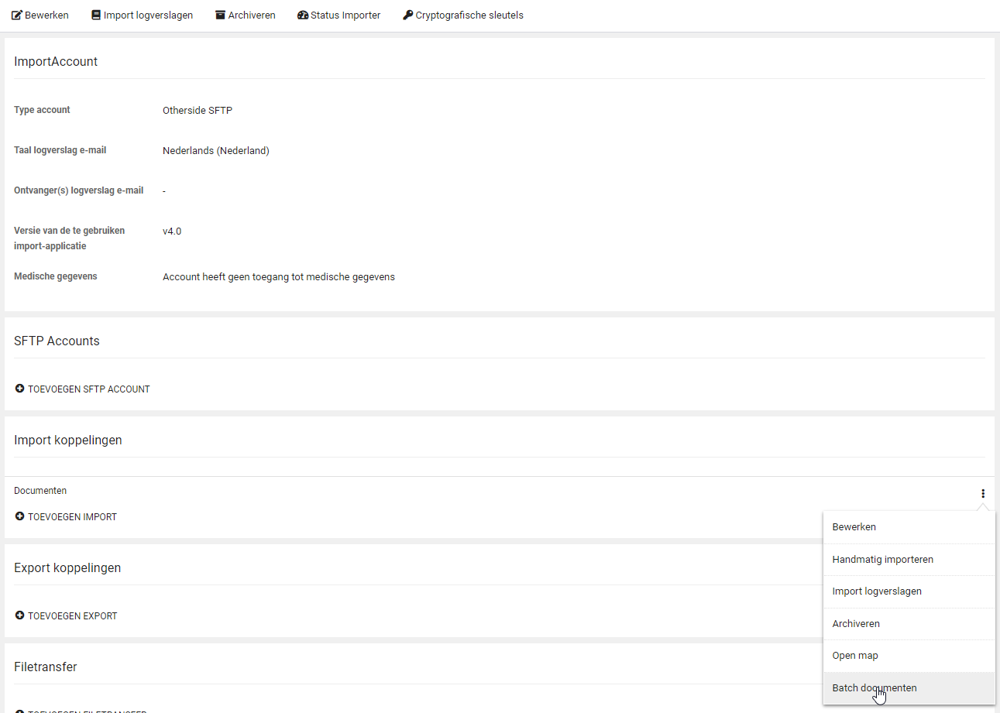 Bewerken Import logverslagen Archiveren Status Importer Cryptografische sleutels
ImportAccount
Type account Otherside SFTP
Taal logverslag e-mail Nederlands (Nederland)
Ontvanger(s) logverslag e-mail -
Versie van de te gebruiken v4.0
import-applicatie
Medische gegevens Account heeft geen toegang tot medische gegevens
SFTP Accounts
TOEVOEGEN SFTP ACCOUNT
Import koppelingen
Documenten
TOEVOEGEN IMPORT
Bewerken
Handmatig importeren
Import logverslagen
Archiveren
Open map
Batch documenten
Export koppelingen
TOEVOEGEN EXPORT
Filetransfer
TOEVOEGEN FILETRANSFER